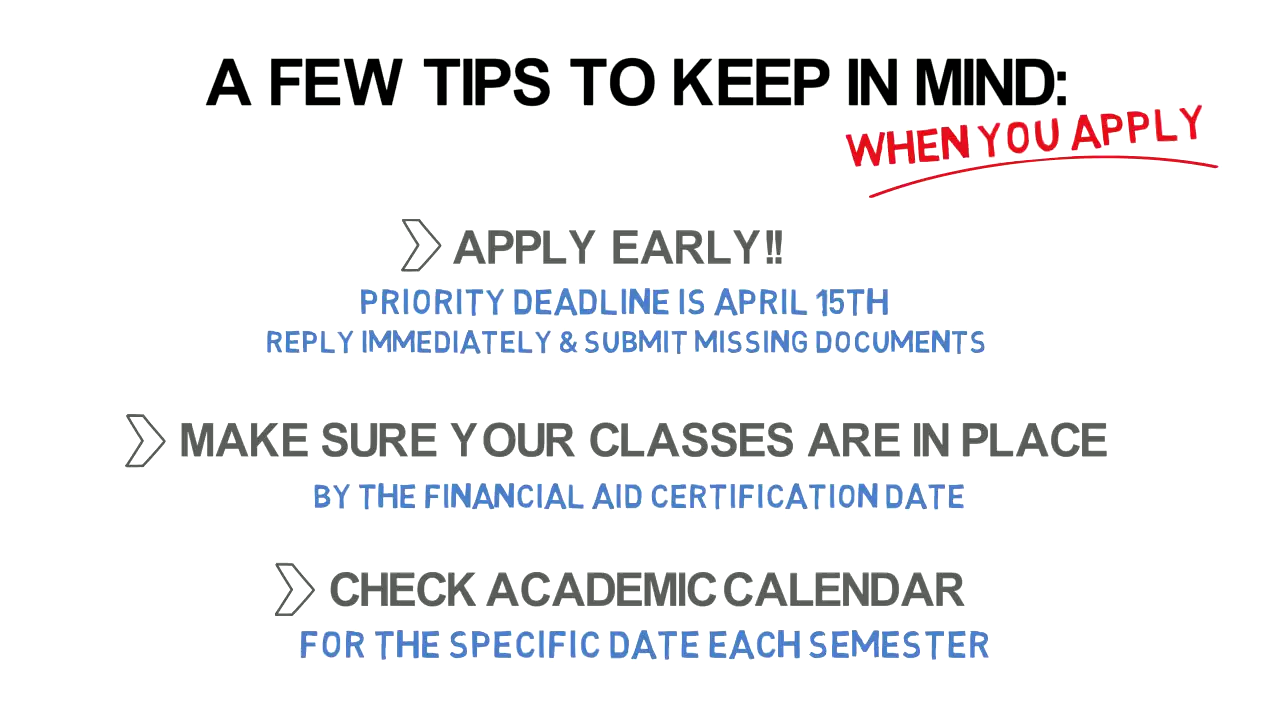 A FEW TIPS TO KEEP IN MIND:
WHEN YOU APPLY
APPLY EARLY!!
PRIORITY DEADLINE IS APRIL 15TH
REPLY IMMEDIATELY & SUBMIT MISSING DOCUMENTS
MAKE SURE YOUR CLASSES ARE IN PLACE
BY THE FINANCIAL AID CERTIFICATION DATE
CHECK ACADEMIC CALENDAR
FOR THE SPECIFIC DATE EACH SEMESTER